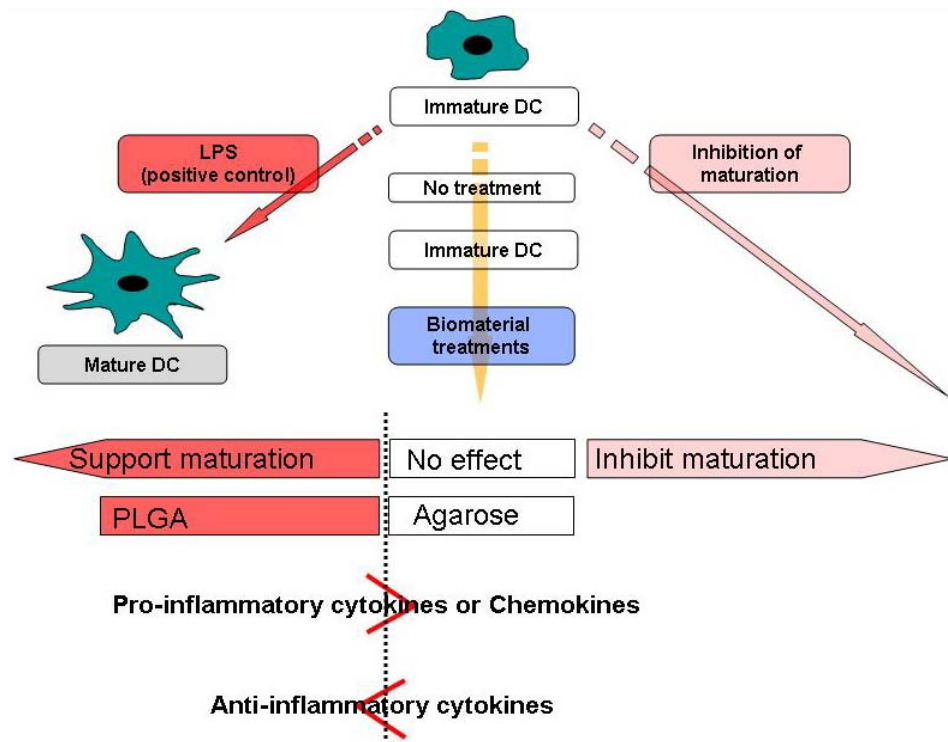 Immature DC
LPS
(positive control)
Inhibition of
maturation
No treatment
Immature DC
Biomaterial
treatments
Mature DC
Support maturation
No effect
Inhibit maturation
PLGA
Agarose
Pro-inflammatory cytokines or Chemokines
Anti-inflammatory cytokines